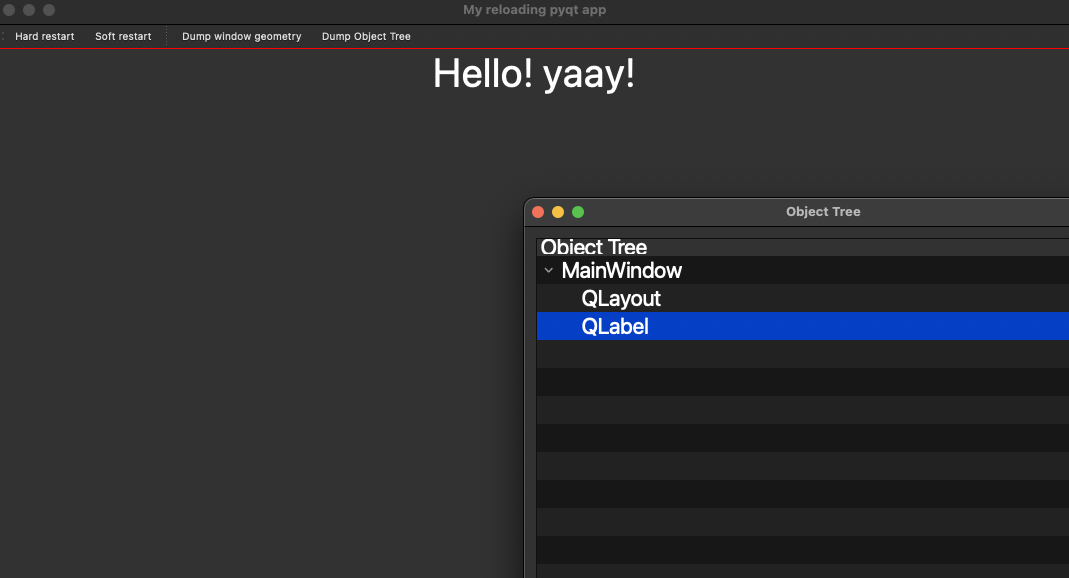 My reloading pyqt app
Hard restart Soft restart Dump window geometry Dump Object Tree
Hello! yaay!
Object Tree
Object Tree
MainWindow
QLayout
QLabel